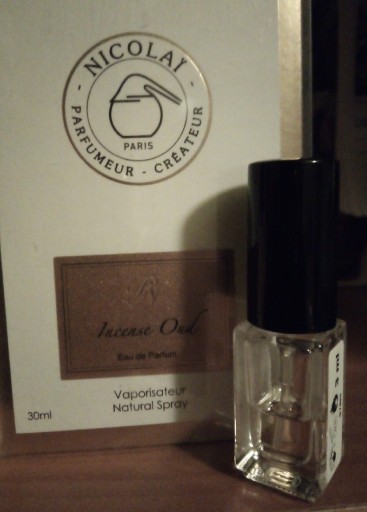 NICOLAÏ
PARIS
PARFUMEUR - CRÉATEUR
Incense Oud
Eau de Parfum
Vaporisateur
Natural Spray
30ml